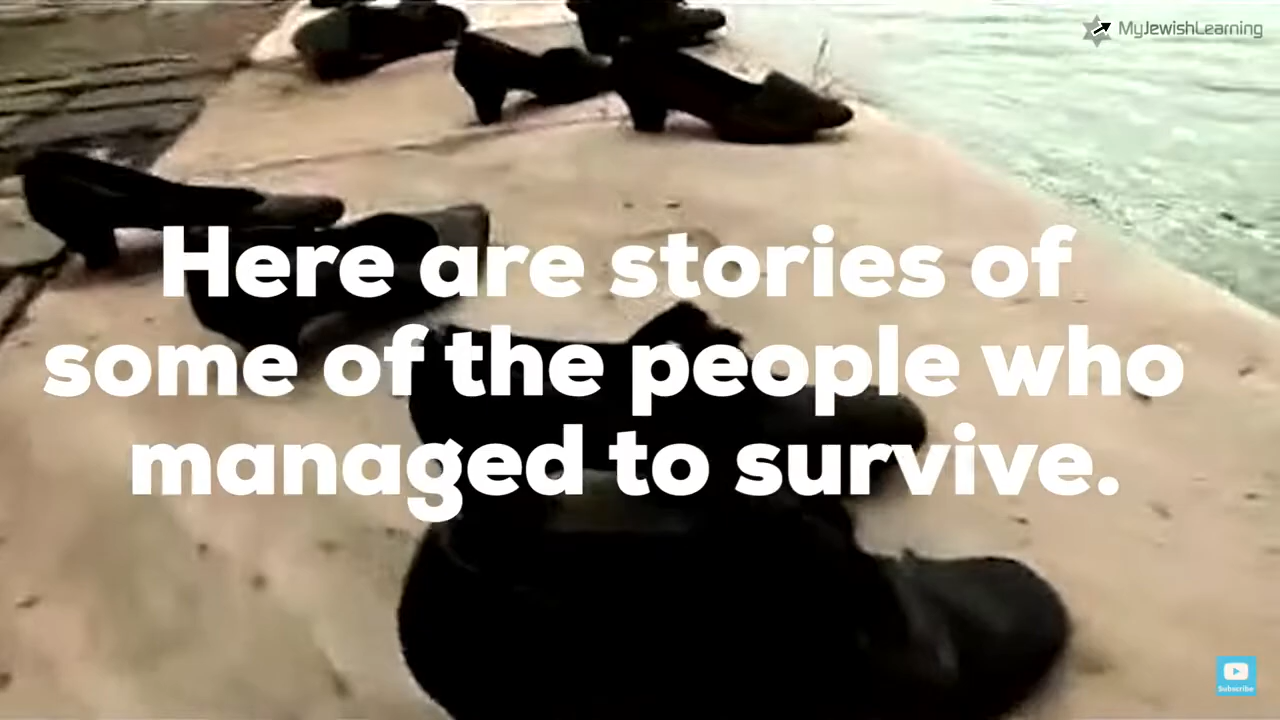 MyJewishLearning
Here are stories of
some of the people who
managed to survive.
Subscribe